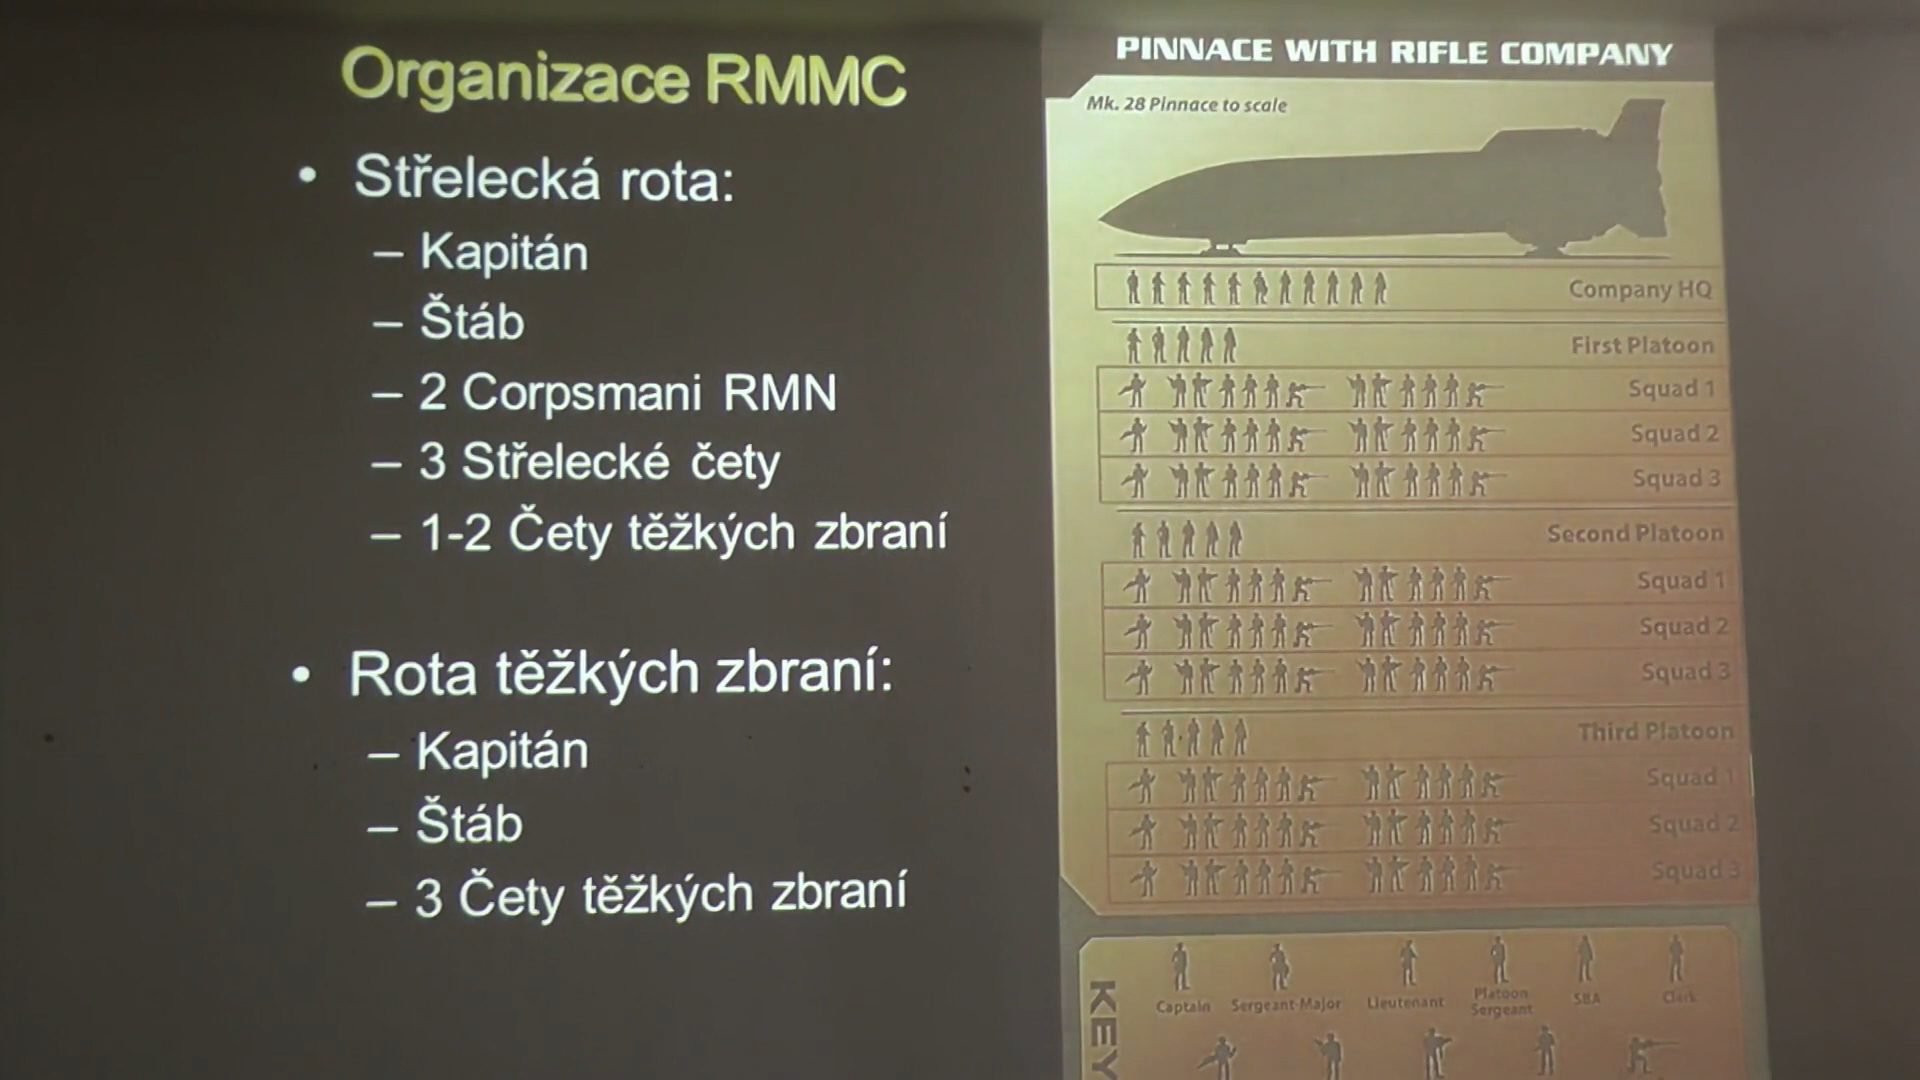 Organizace RMMC
• Střelecká rota:
– Kapitán
– Štáb
– 2 Corpsmani RMN
– 3 Střelecké čety
– 1-2 Čety těžkých zbraní
• Rota těžkých zbraní:
– Kapitán
– Štáb
– 3 Čety těžkých zbraní
PINNACE WITH RIFLE COMPANY
Mk. 28 Pinnace to scale
Company HQ
First Platoon
Squad 1
Squad 2
Squad 3
Second Platoon
Squad 1
Squad 2
Squad 3
Third Platoon
Squad 1
Squad 2
Squad 3
KEY
Captain
Sergeant-Major
Lieutenant
Platoon
Sergeant
SBA
Clerk